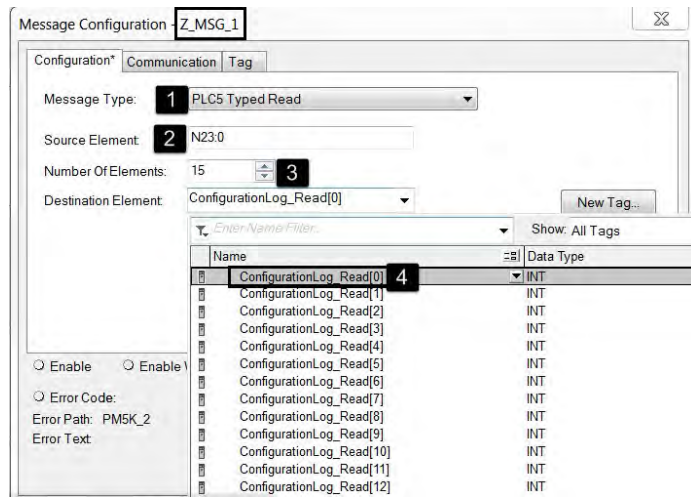 Message Configuration - Z_MSG_1
Configuration* Communication Tag
Message Type: 1 PLC5 Typed Read
Source Element: 2 N23:0
Number Of Elements: 15 3
Destination Element: ConfigurationLog_Read[0] New Tag...
Enter Name Filter... Show: All Tags
Name Data Type
ConfigurationLog_Read[0] 4 INT
ConfigurationLog_Read[1] INT
ConfigurationLog_Read[2] INT
ConfigurationLog_Read[3] INT
ConfigurationLog_Read[4] INT
ConfigurationLog_Read[5] INT
ConfigurationLog_Read[6] INT
ConfigurationLog_Read[7] INT
ConfigurationLog_Read[8] INT
ConfigurationLog_Read[9] INT
ConfigurationLog_Read[10] INT
ConfigurationLog_Read[11] INT
ConfigurationLog_Read[12] INT
Enable Enable
Error Code:
Error Path: PM5K_2
Error Text: